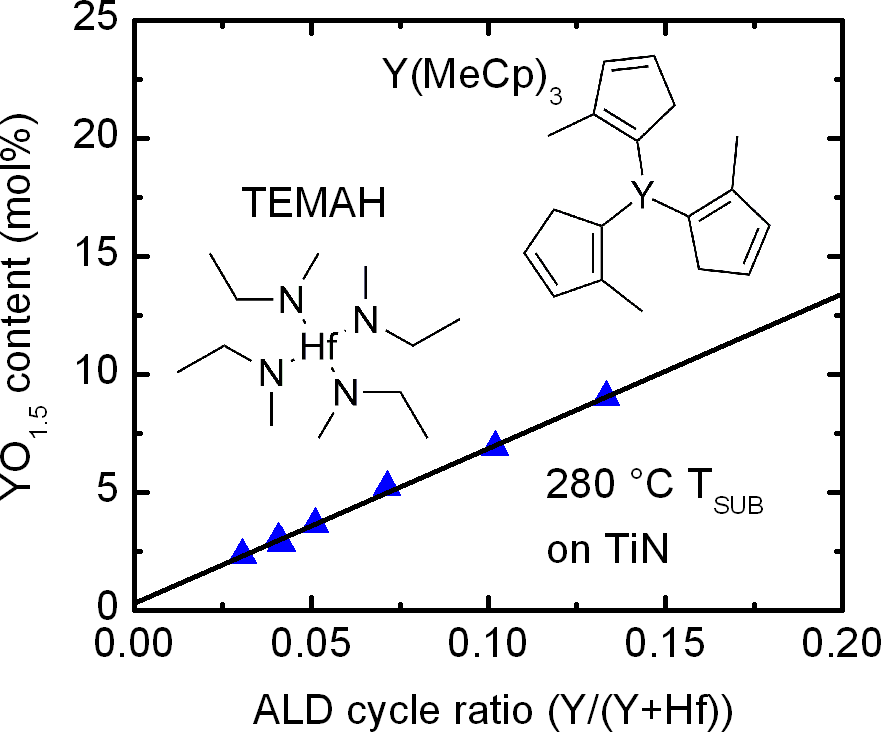 25
20
15
10
5
0
YO1.5 content (mol%)
Y(MeCp)3
Y
TEMAH
N
N
Hf
N
N
280 °C TSUB
on TiN
0.00
0.05
0.10
0.15
0.20
ALD cycle ratio (Y/(Y+Hf))